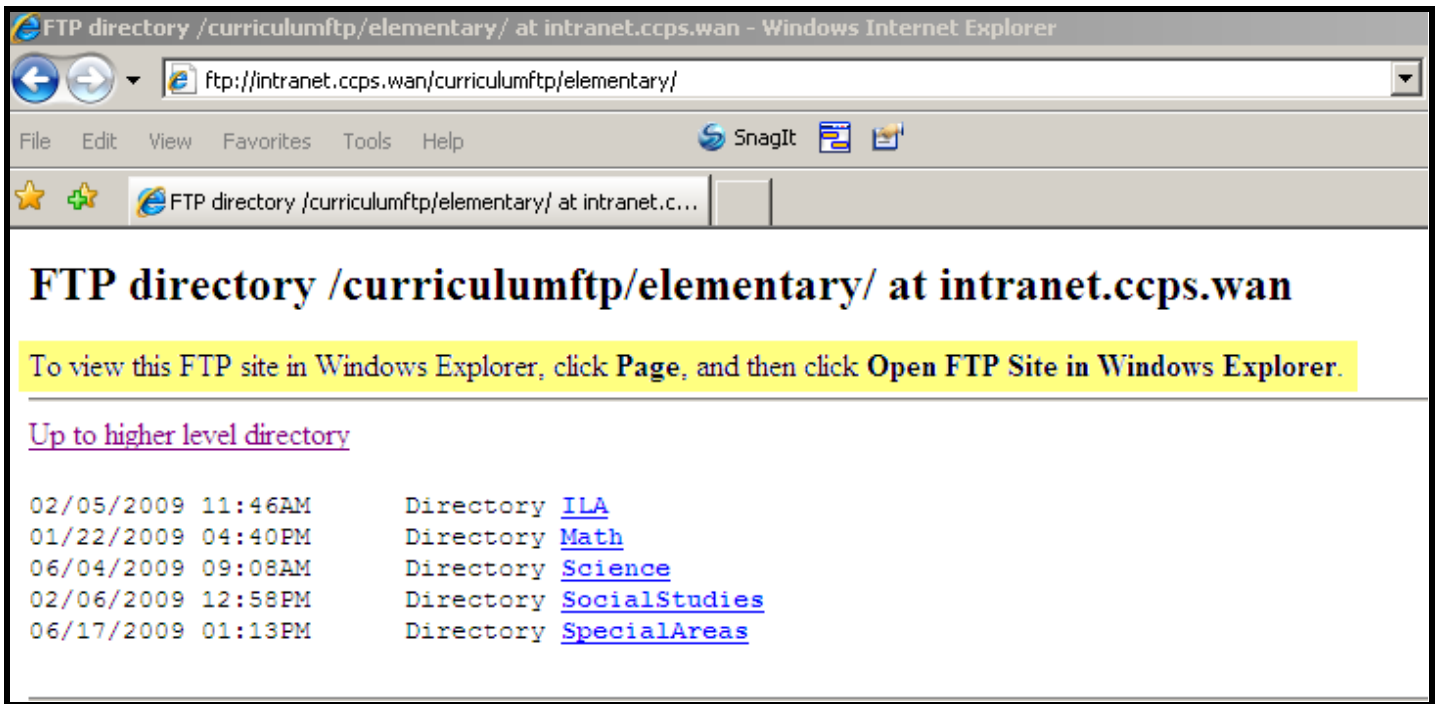 FTP directory /curriculumftp/elementary/ at intranet.ccps.wan - Windows Internet Explorer
ftp://intranet.ccps.wan/curriculumftp/elementary/
File Edit View Favorites Tools Help SnagIt
FTP directory /curriculumftp/elementary/ at intranet.c...
FTP directory /curriculumftp/elementary/ at intranet.ccps.wan
To view this FTP site in Windows Explorer, click Page, and then click Open FTP Site in Windows Explorer.
Up to higher level directory
02/05/2009 11:46AM Directory ILA
01/22/2009 04:40PM Directory Math
06/04/2009 09:08AM Directory Science
02/06/2009 12:58PM Directory SocialStudies
06/17/2009 01:13PM Directory SpecialAreas